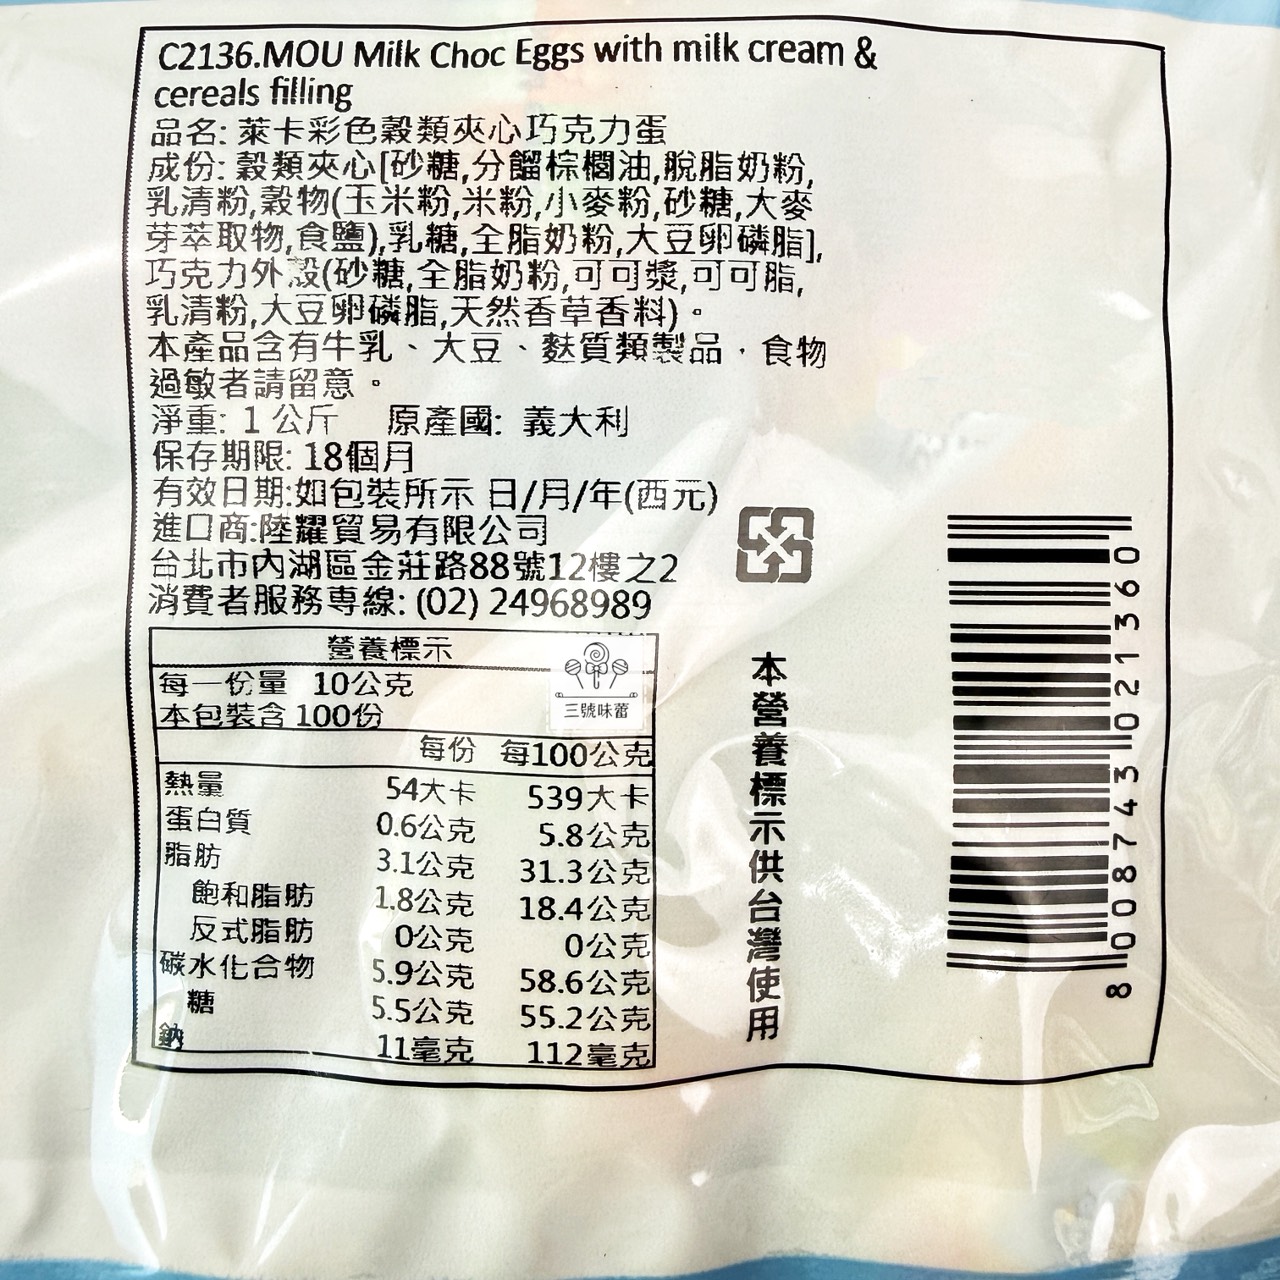 C2136.MOU Milk Choc Eggs with milk cream &
cereals filling
品名: 萊卡彩色穀類夾心巧克力蛋
成份: 穀類夾心[砂糖,分餾棕櫚油,脫脂奶粉,
乳清粉,穀物(玉米粉,米粉,小麥粉,砂糖,大麥
芽萃取物,食鹽),乳糖,全脂奶粉,大豆卵磷脂],
巧克力外殼(砂糖,全脂奶粉,可可漿,可可脂,
乳清粉,大豆卵磷脂,天然香草香料)。
本產品含有牛乳、大豆、麩質類製品，食物
過敏者請留意。
淨重: 1 公斤 原產國: 義大利
保存期限: 18個月
有效日期:如包裝所示 日/月/年(西元)
進口商:陸耀貿易有限公司
台北市內湖區金莊路88號12樓之2
消費者服務專線: (02) 24968989
營養標示
每一份量 10公克
本包裝含 100份
三號味蕾
每份 每100公克
熱量 54大卡 539大卡
蛋白質 0.6公克 5.8公克
脂肪 3.1公克 31.3公克
飽和脂肪 1.8公克 18.4公克
反式脂肪 0公克 0公克
碳水化合物 5.9公克 58.6公克
糖 5.5公克 55.2公克
鈉 11毫克 112毫克
本營養標示供台灣使用
8 008743 021360